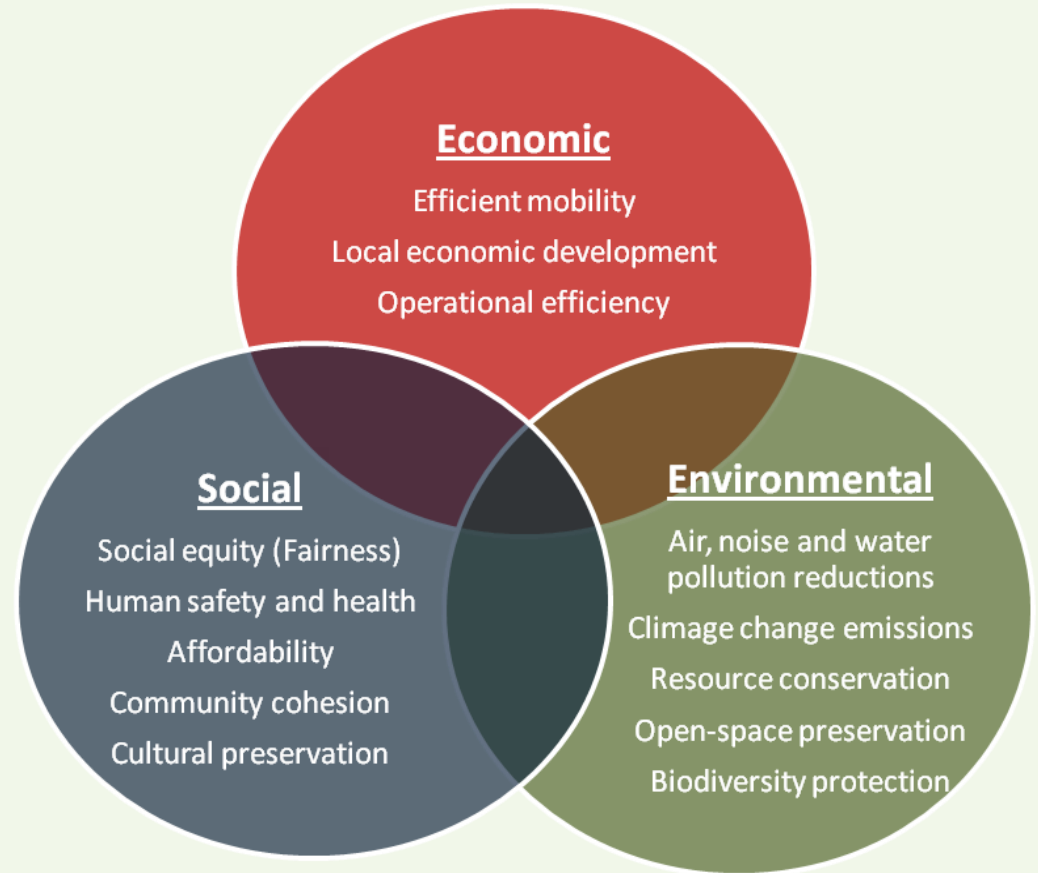 Economic
Efficient mobility
Local economic development
Operational efficiency
Social
Social equity (Fairness)
Human safety and health
Affordability
Community cohesion
Cultural preservation
Environmental
Air, noise and water
pollution reductions
Climage change emissions
Resource conservation
Open-space preservation
Biodiversity protection